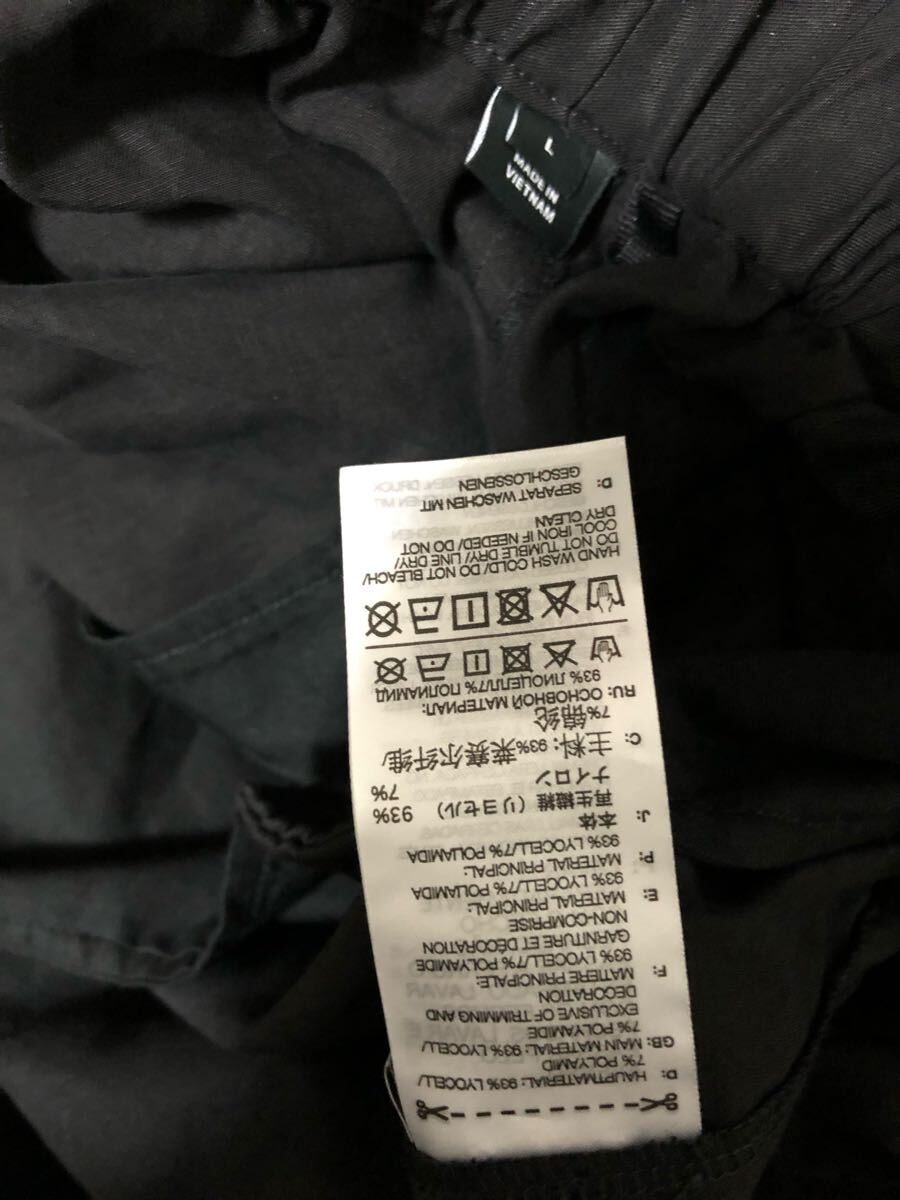 L
MADE IN
VIETNAM
D: HAUPTMATERIAL: 93% LYOCELL/
7% POLYAMID
GB: MAIN MATERIAL: 93% LYOCELL/
7% POLYAMIDE
EXCLUSIVE OF TRIMMING AND
DECORATION
F: MATIERE PRINCIPALE:
93% LYOCELL/7% POLYAMIDE
GARNITURE ET DÉCORATION
NON-COMPRISE
E: MATERIAL PRINCIPAL:
93% LYOCELL/7% POLIAMIDA
P: MATERIAL PRINCIPAL:
93% LYOCELL/7% POLIAMIDA
J: 本体
再生繊維（リヨセル） 93%
ナイロン 7%
C: 主料: 93%莱赛尔纤维/
7%锦纶
RU: ОСНОВНОЙ МАТЕРИАЛ:
93% ЛИОЦЕЛЛ/7% ПОЛИАМИД
HAND WASH COLD/ DO NOT BLEACH/
DO NOT TUMBLE DRY/ LINE DRY/
COOL IRON IF NEEDED/ DO NOT
DRY CLEAN
D: SEPARAT WASCHEN MIT
GESCHLOSSENEN